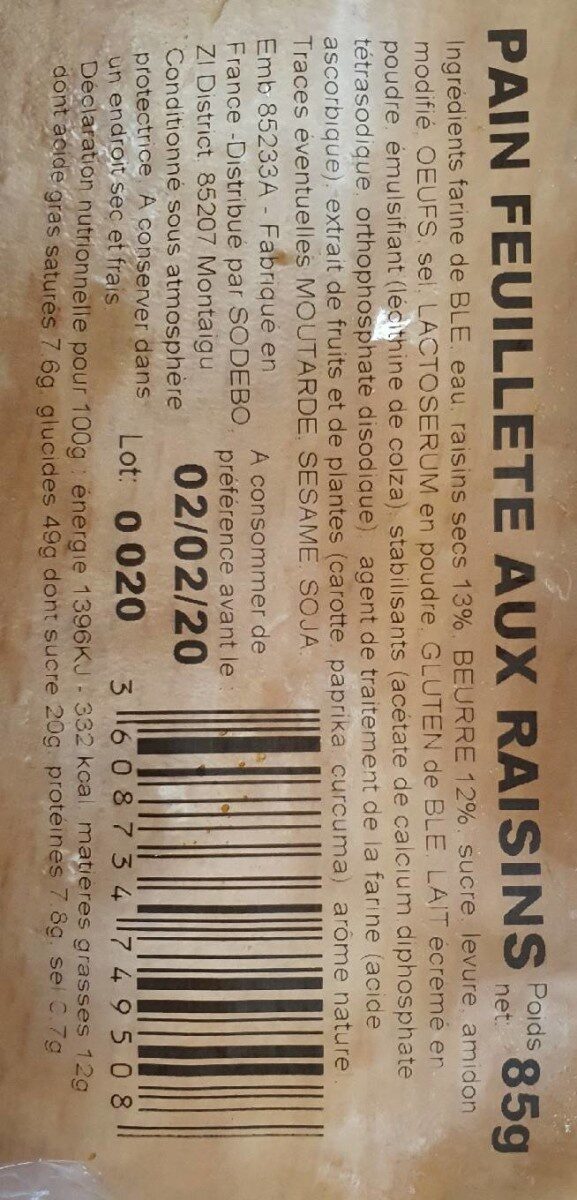 PAIN FEUILLETE AUX RAISINS Poids net: 85g
Ingrédients farine de BLE, eau, raisins secs 13%, BEURRE 12%, sucre, levure, amidon
modifié, OEUFS, sel, LACTOSERUM en poudre, GLUTEN de BLE, LAIT écrémé en
poudre, émulsifiant (lécithine de colza), stabilisants (acétate de calcium diphosphate
tétrasodique, orthophosphate disodique), agent de traitement de la farine (acide
ascorbique), extrait de fruits et de plantes (carotte, paprika, curcuma), arôme nature.
Traces éventuelles MOUTARDE, SESAME, SOJA.
Emb 85233A - Fabriqué en
France -Distribué par SODEBO,
ZI District 85207 Montaigu
Conditionné sous atmosphère
protectrice. A conserver dans
un endroit sec et frais
A consommer de
préférence avant le :
02/02/20
Lot: 0 020
3 608734 749508
Déclaration nutritionnelle pour 100g : énergie 1396KJ - 332 kcal, matières grasses 12g
dont acide gras saturés 7.6g, glucides 49g dont sucre 20g, protéines 7.8g, sel 0.7g